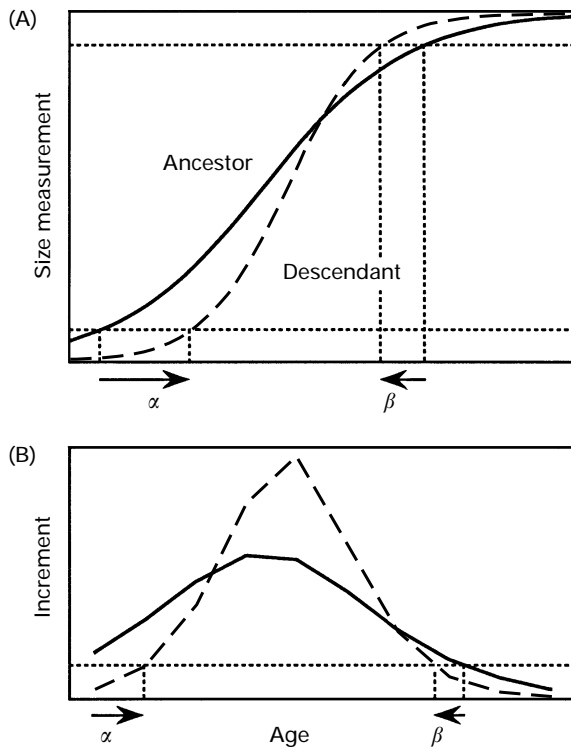 (A)
Size measurement
Ancestor
Descendant
α
β
(B)
Increment
α
Age
β